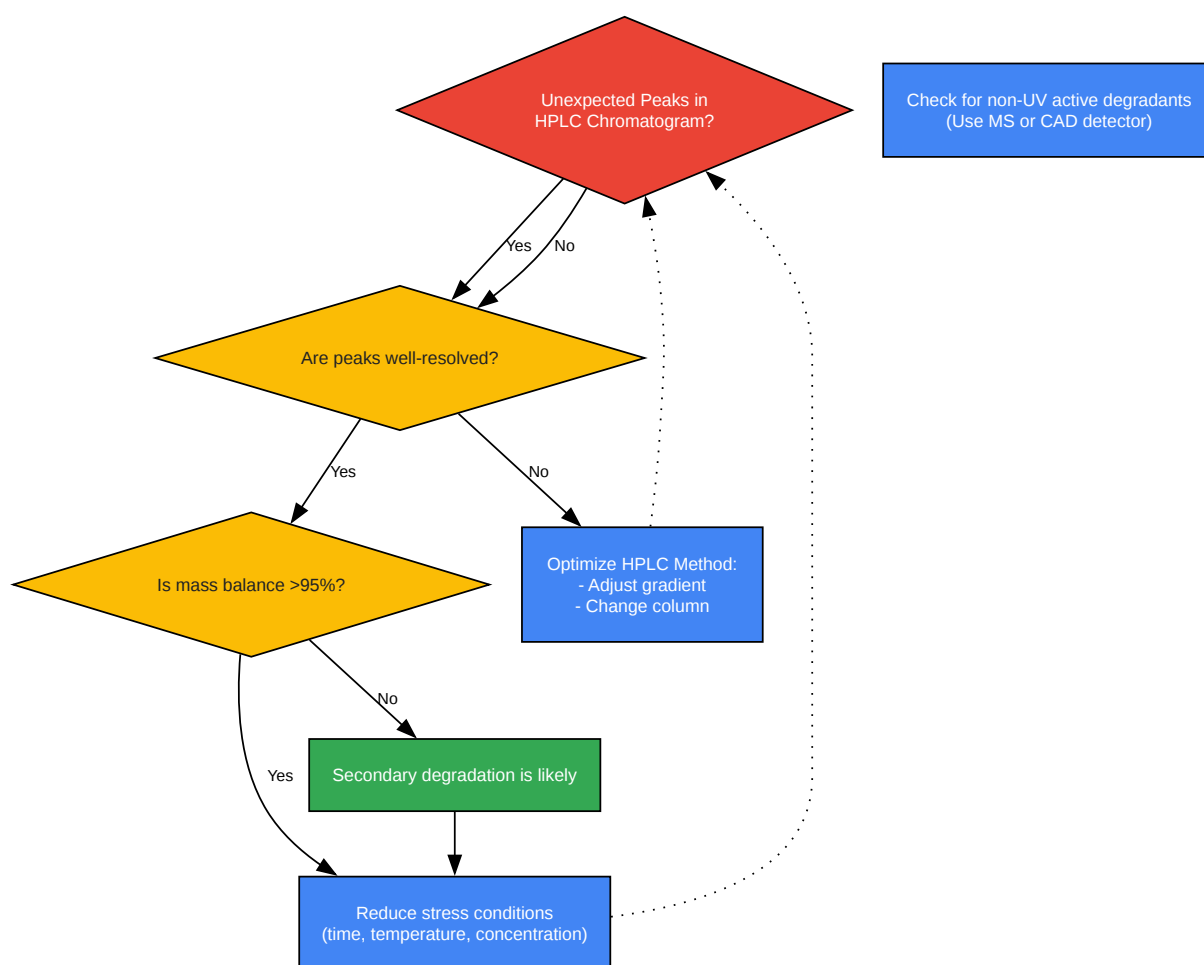 Unexpected Peaks in
HPLC Chromatogram?
Check for non-UV active degradants
(Use MS or CAD detector)
Yes
No
Are peaks well-resolved?
Yes
No
Optimize HPLC Method:
- Adjust gradient
- Change column
Is mass balance >95%?
No
Yes
Secondary degradation is likely
Reduce stress conditions
(time, temperature, concentration)